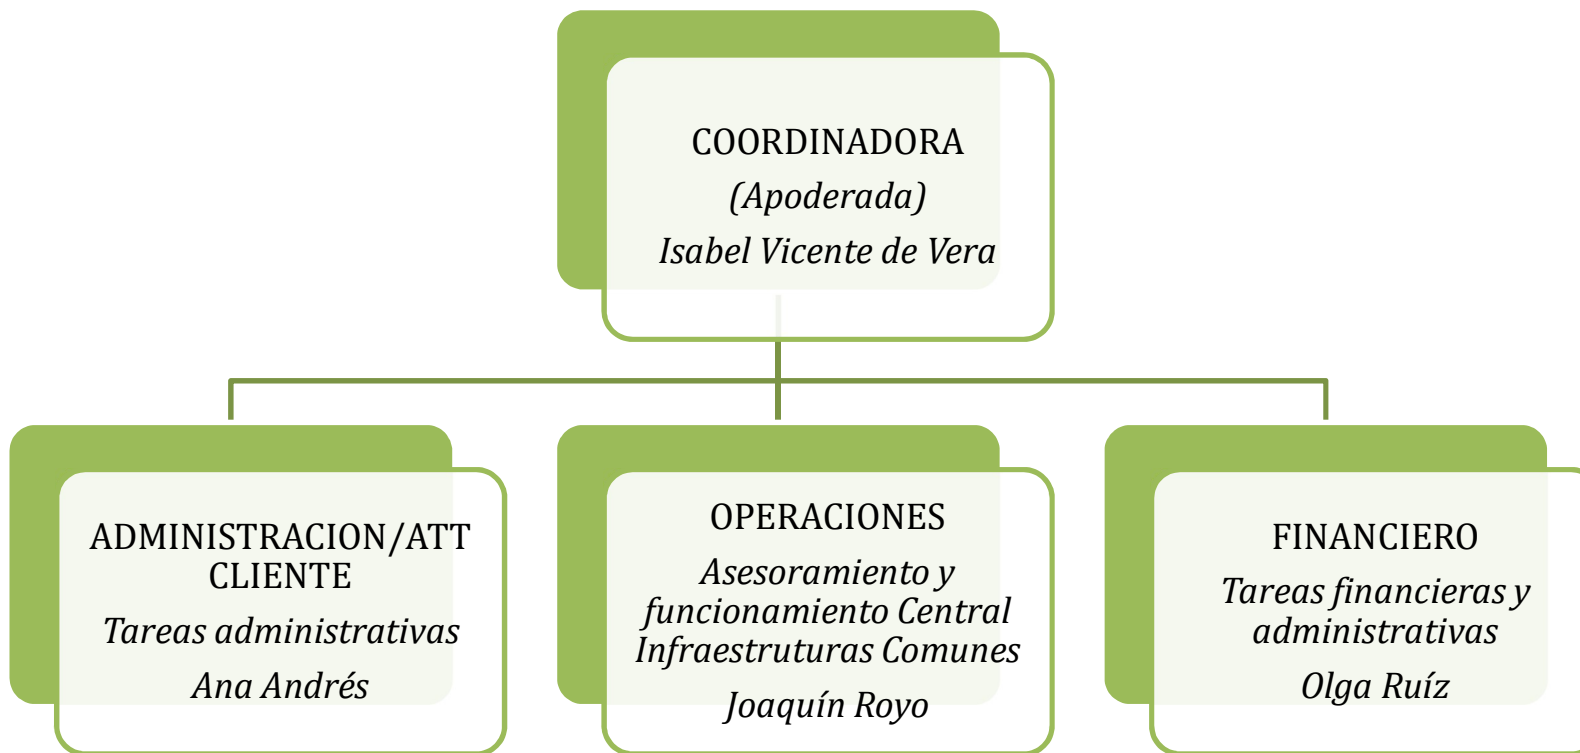 COORDINADORA
(Apoderada)
Isabel Vicente de Vera
ADMINISTRACION/ATT
CLIENTE
Tareas administrativas
Ana Andrés
OPERACIONES
Asesoramiento y
funcionamiento Central
Infraestruturas Comunes
Joaquín Royo
FINANCIERO
Tareas financieras y
administrativas
Olga Ruíz